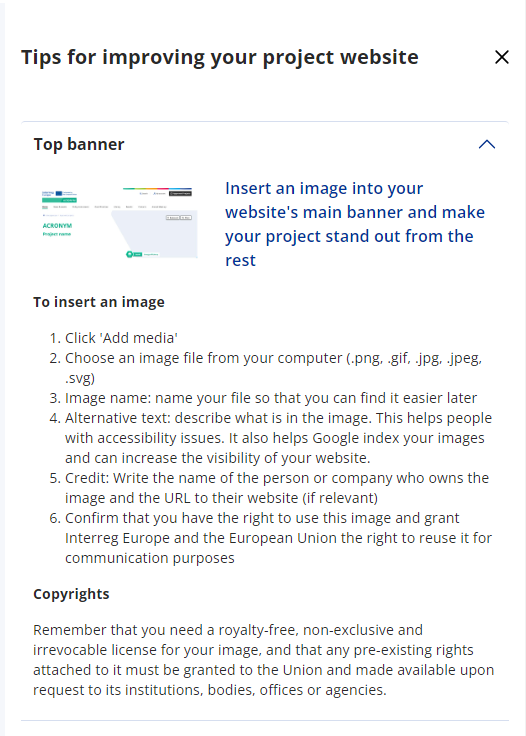 Tips for improving your project website
Top banner
ACRONYM
Project name
Insert an image into your
website's main banner and make
your project stand out from the
rest
To insert an image
1. Click 'Add media'
2. Choose an image file from your computer (.png, .gif, .jpg, .jpeg,
.svg)
3. Image name: name your file so that you can find it easier later
4. Alternative text: describe what is in the image. This helps people
with accessibility issues. It also helps Google index your images
and can increase the visibility of your website.
5. Credit: Write the name of the person or company who owns the
image and the URL to their website (if relevant)
6. Confirm that you have the right to use this image and grant
Interreg Europe and the European Union the right to reuse it for
communication purposes
Copyrights
Remember that you need a royalty-free, non-exclusive and
irrevocable license for your image, and that any pre-existing rights
attached to it must be granted to the Union and made available upon
request to its institutions, bodies, offices or agencies.